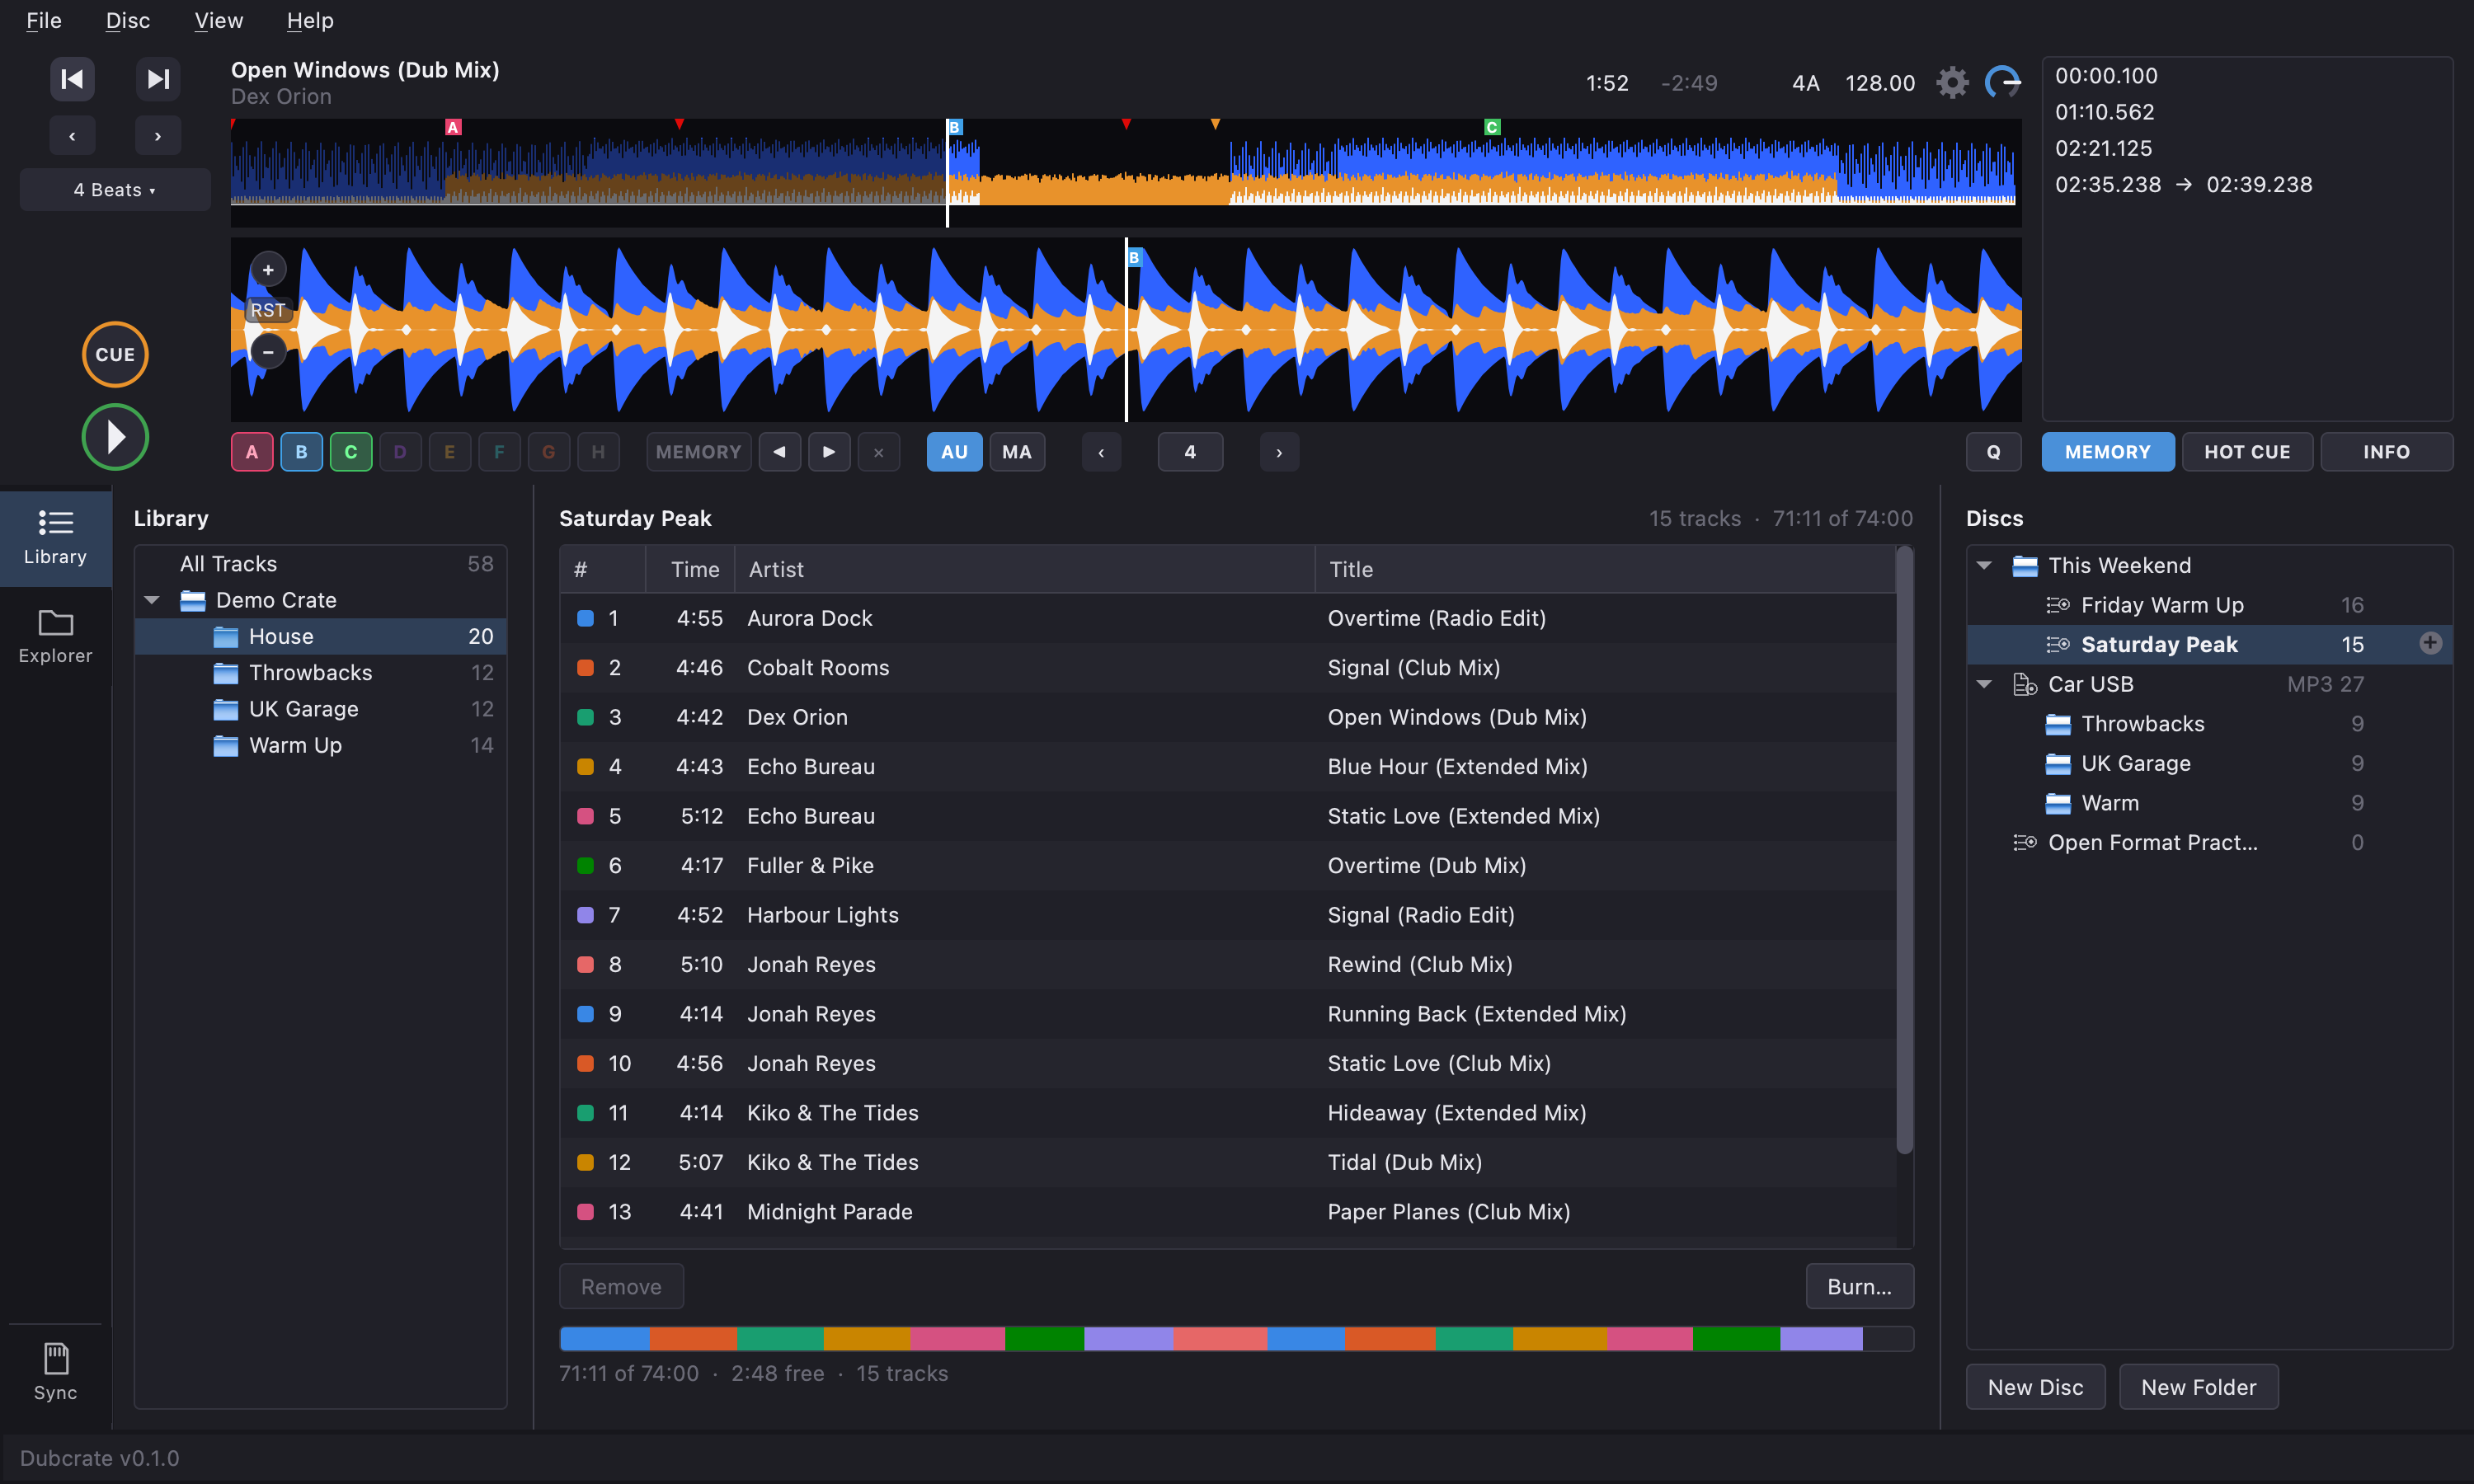 File Disc View Help
Open Windows (Dub Mix)
Dex Orion
1:52 -2:49 4A 128.00
00:00.100
01:10.562
02:21.125
02:35.238 → 02:39.238
4 Beats
A B C
B
+
RST
-
CUE
A B C D E F G H MEMORY AU MA 4 Q
MEMORY HOT CUE INFO
Library
Explorer
Sync
Library
All Tracks 58
Demo Crate
House 20
Throwbacks 12
UK Garage 12
Warm Up 14
Saturday Peak 15 tracks · 71:11 of 74:00
# Time Artist Title
1 4:55 Aurora Dock Overtime (Radio Edit)
2 4:46 Cobalt Rooms Signal (Club Mix)
3 4:42 Dex Orion Open Windows (Dub Mix)
4 4:43 Echo Bureau Blue Hour (Extended Mix)
5 5:12 Echo Bureau Static Love (Extended Mix)
6 4:17 Fuller & Pike Overtime (Dub Mix)
7 4:52 Harbour Lights Signal (Radio Edit)
8 5:10 Jonah Reyes Rewind (Club Mix)
9 4:14 Jonah Reyes Running Back (Extended Mix)
10 4:56 Jonah Reyes Static Love (Club Mix)
11 4:14 Kiko & The Tides Hideaway (Extended Mix)
12 5:07 Kiko & The Tides Tidal (Dub Mix)
13 4:41 Midnight Parade Paper Planes (Club Mix)
Remove Burn...
71:11 of 74:00 · 2:48 free · 15 tracks
Discs
This Weekend
Friday Warm Up 16
Saturday Peak 15
Car USB MP3 27
Throwbacks 9
UK Garage 9
Warm 9
Open Format Pract... 0
New Disc New Folder
Dubcrate v0.1.0